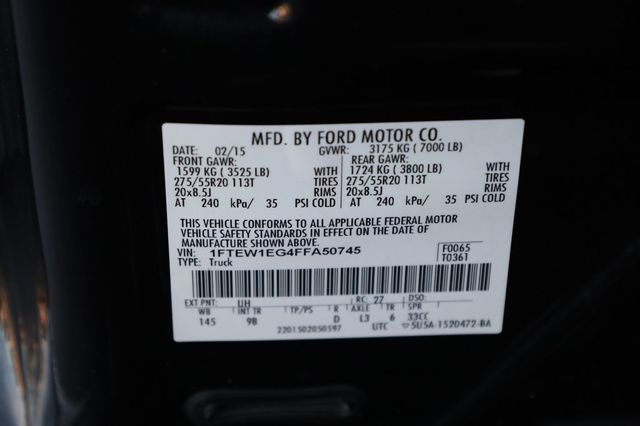 MFD. BY FORD MOTOR CO.
DATE: 02/15 GVWR: 3175 KG ( 7000 LB)
FRONT GAWR: REAR GAWR:
1599 KG ( 3525 LB) WITH 1724 KG ( 3800 LB) WITH
275/55R20 113T TIRES 275/55R20 113T TIRES
20x8.5J RIMS 20x8.5J RIMS
AT 240 kPa/ 35 PSI COLD AT 240 kPa/ 35 PSI COLD
THIS VEHICLE CONFORMS TO ALL APPLICABLE FEDERAL MOTOR
VEHICLE SAFETY STANDARDS IN EFFECT ON THE DATE OF
MANUFACTURE SHOWN ABOVE.
VIN: 1FTEW1EG4FFA50745 F0065
TYPE: Truck T0361
EXT PNT: UH RC: 27 DSO:
WB INT TR TP/PS R AXLE TR SPR
145 9B D L3 6 33CC
2201502050597 UTC 5U5A-1520472-BA